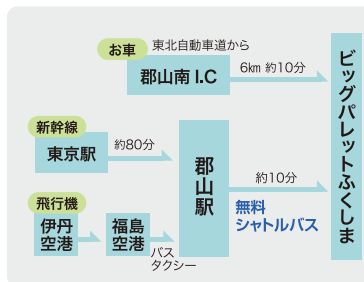 お車
東北自動車道から
郡山南 I.C
6km 約10分
ビッグパレットふくしま
新幹線
東京駅
約80分
郡山駅
約10分
無料
シャトルバス
飛行機
伊丹
空港
福島
空港
バス
タクシー